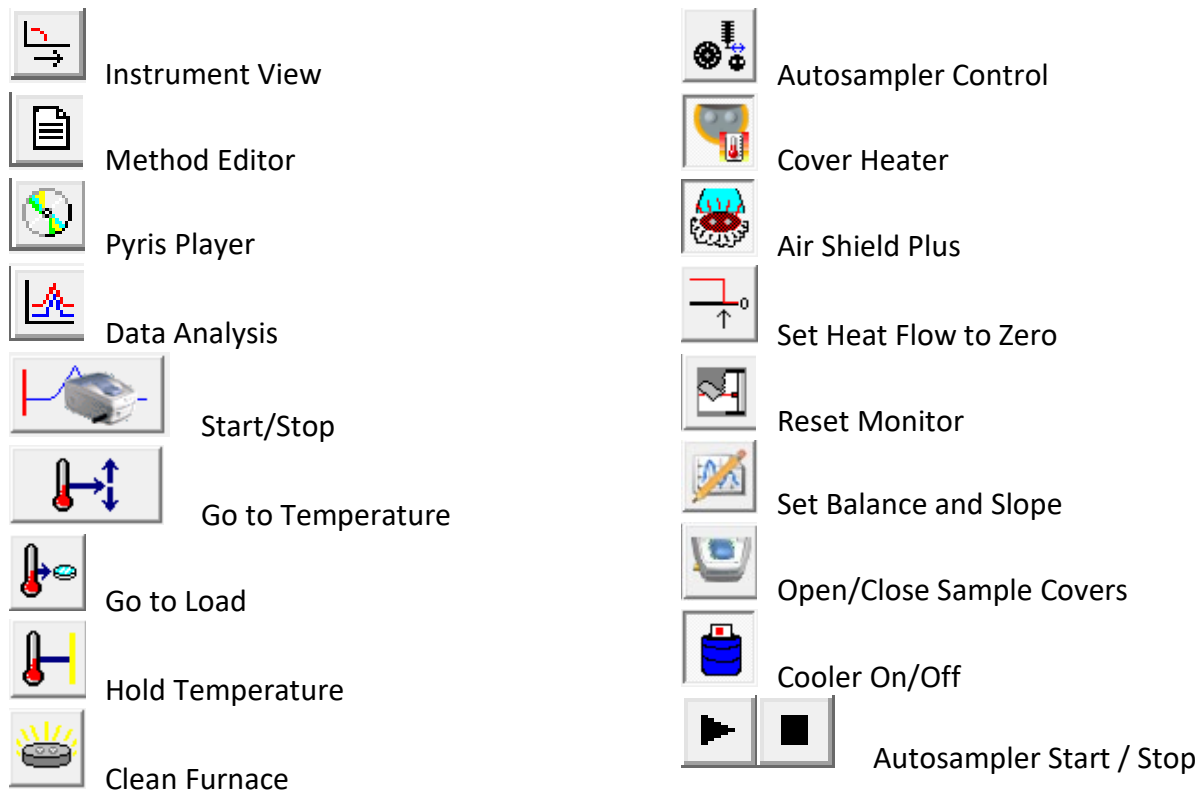 Instrument View
Method Editor
Pyris Player
Data Analysis
Start/Stop
Go to Temperature
Go to Load
Hold Temperature
Clean Furnace
Autosampler Control
Cover Heater
Air Shield Plus
0
Set Heat Flow to Zero
Reset Monitor
Set Balance and Slope
Open/Close Sample Covers
Cooler On/Off
Autosampler Start / Stop